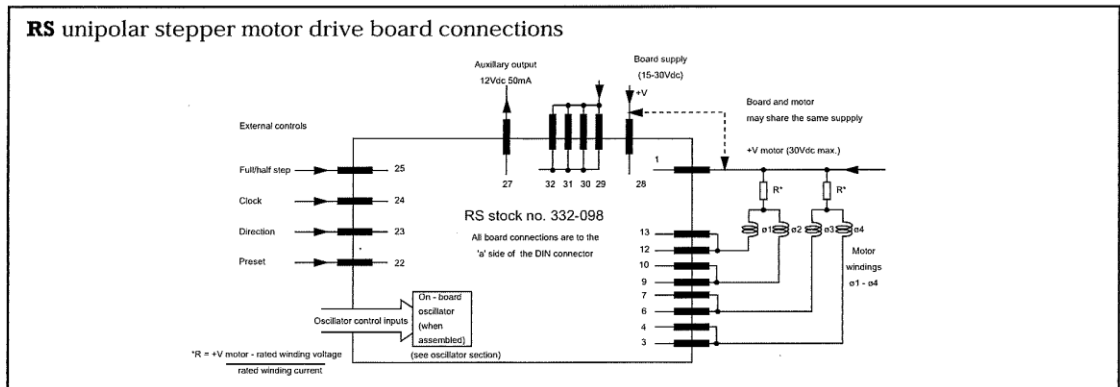 RS unipolar stepper motor drive board connections
Auxillary output
12Vdc 50mA
Board supply
(15-30Vdc)
+V
Board and motor
may share the same suppply
External controls
+V motor (30Vdc max.)
Full/half step
25
27
32
31
30
29
28
1
R*
R*
Clock
24
RS stock no. 332-098
All board connections are to the
'a' side of the DIN connector
Direction
23
13
12
ø1
ø2
ø3
ø4
Preset
22
10
9
Motor
windings
ø1 - ø4
7
6
4
3
Oscillator control inputs
On - board
oscillator
(when
assembled)
(see oscillator section)
*R = +V motor - rated winding voltage
rated winding current